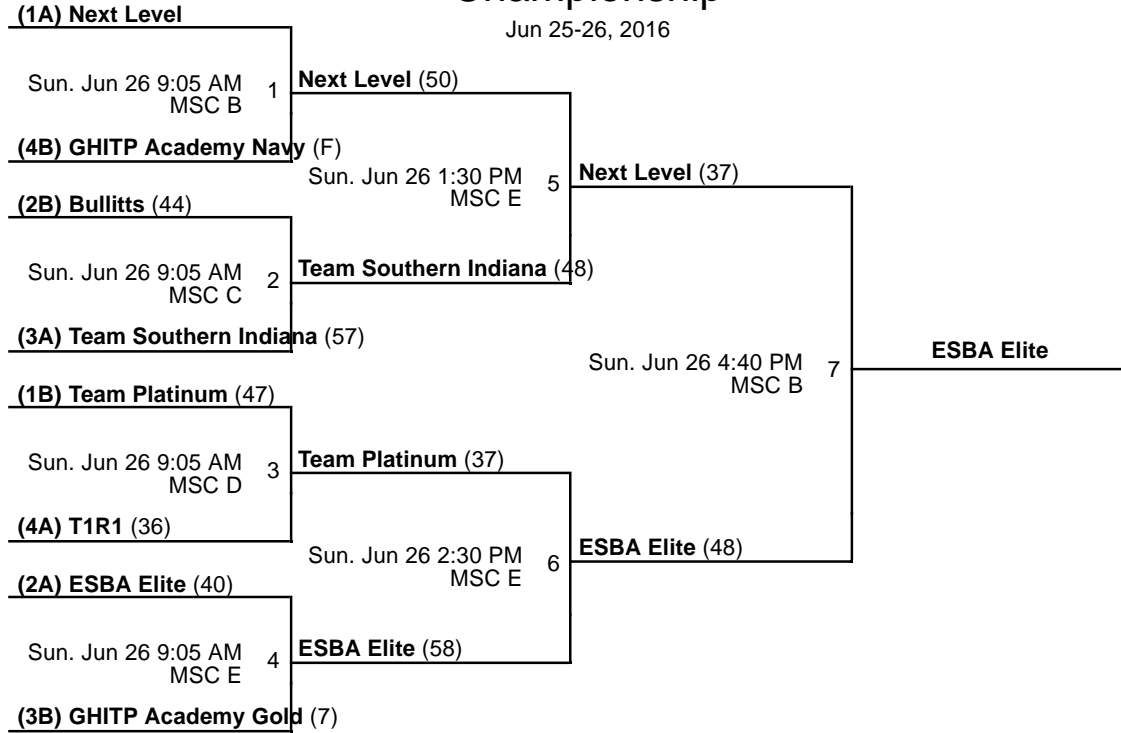 Championship
Jun 25-26, 2016
(1A) Next Level
Sun. Jun 26 9:05 AM
MSC B
1
Next Level (50)
(4B) GHITP Academy Navy (F)
Sun. Jun 26 1:30 PM
MSC E
5
Next Level (37)
(2B) Bullitts (44)
Sun. Jun 26 9:05 AM
MSC C
2
Team Southern Indiana (48)
(3A) Team Southern Indiana (57)
Sun. Jun 26 4:40 PM
MSC B
7
ESBA Elite
(1B) Team Platinum (47)
Sun. Jun 26 9:05 AM
MSC D
3
Team Platinum (37)
(4A) T1R1 (36)
Sun. Jun 26 2:30 PM
MSC E
6
ESBA Elite (48)
(2A) ESBA Elite (40)
Sun. Jun 26 9:05 AM
MSC E
4
ESBA Elite (58)
(3B) GHITP Academy Gold (7)